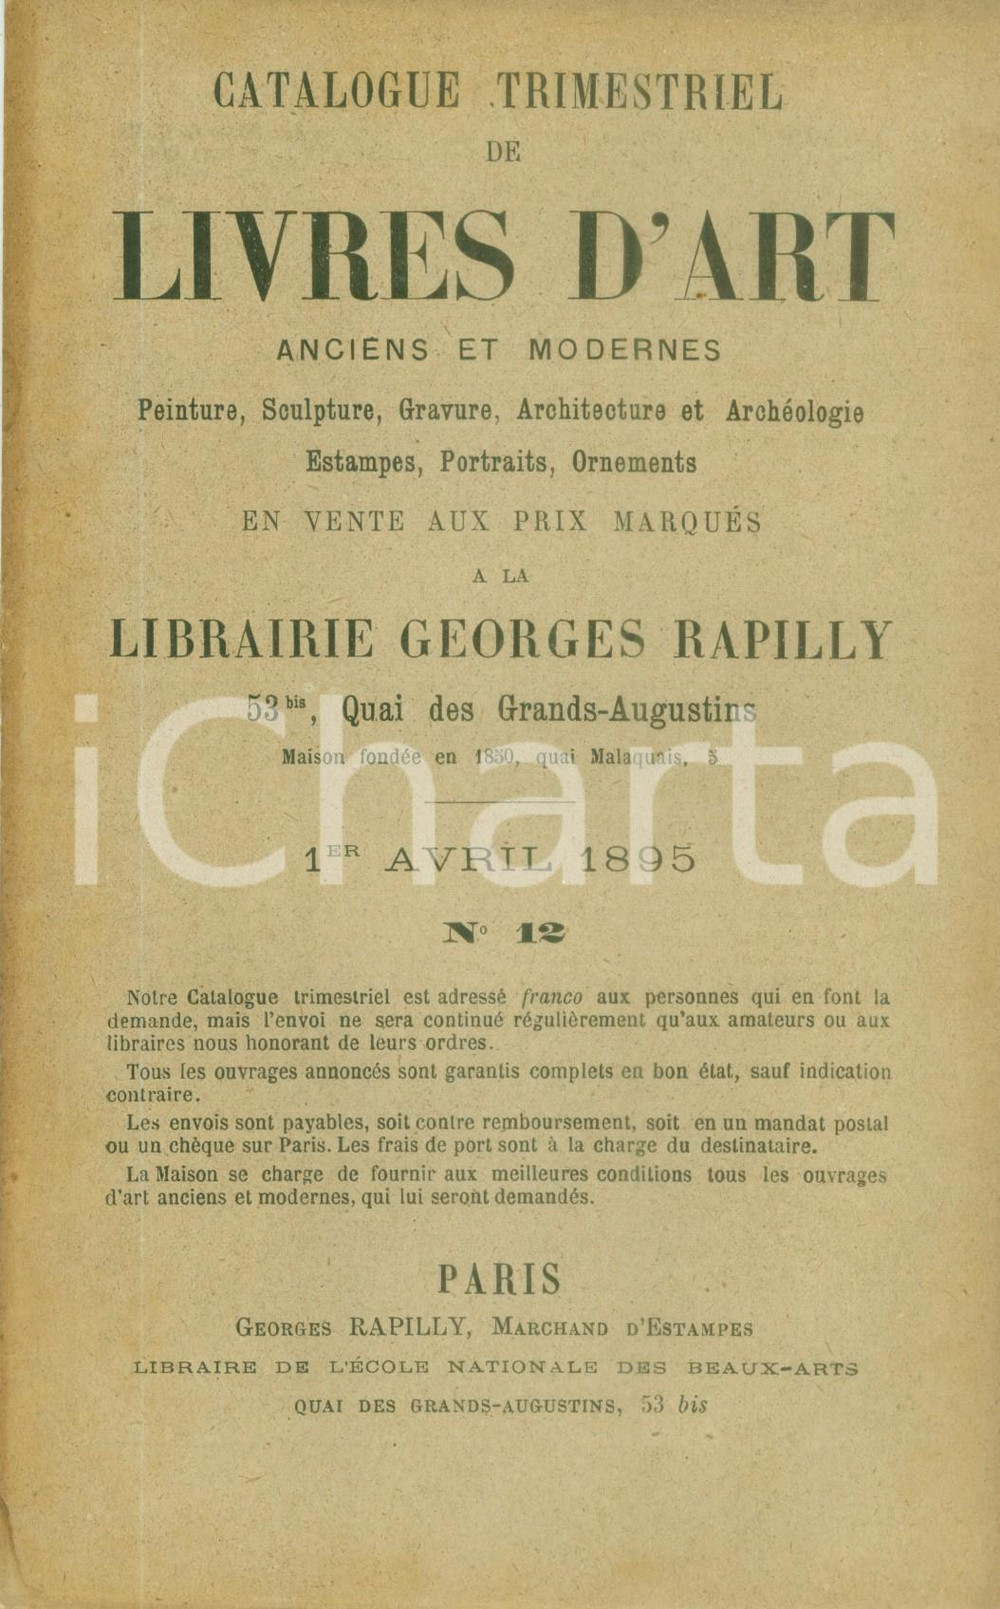 CATALOGUE TRIMESTRIEL
DE
LIVRES D'ART
ANCIENS ET MODERNES
Peinture, Sculpture, Gravure, Architecture et Archéologie
Estampes, Portraits, Ornements
EN VENTE AUX PRIX MARQUÉS
A LA
LIBRAIRIE GEORGES RAPILLY
53 bis, Quai des Grands-Augustins
Maison fondée en 1850, quai Malaquais, 5
iCharta
1ER AVRIL 1895
No 12
Notre Catalogue trimestriel est adressé franco aux personnes qui en font la
demande, mais l'envoi ne sera continué régulièrement qu'aux amateurs ou aux
libraires nous honorant de leurs ordres.
Tous les ouvrages annoncés sont garantis complets en bon état, sauf indication
contraire.
Les envois sont payables, soit contre remboursement, soit en un mandat postal
ou un chèque sur Paris. Les frais de port sont à la charge du destinataire.
La Maison se charge de fournir aux meilleures conditions tous les ouvrages
d'art anciens et modernes, qui lui seront demandés.
PARIS
GEORGES RAPILLY, MARCHAND D'ESTAMPES
LIBRAIRE DE L'ÉCOLE NATIONALE DES BEAUX-ARTS
QUAI DES GRANDS-AUGUSTINS, 53 bis